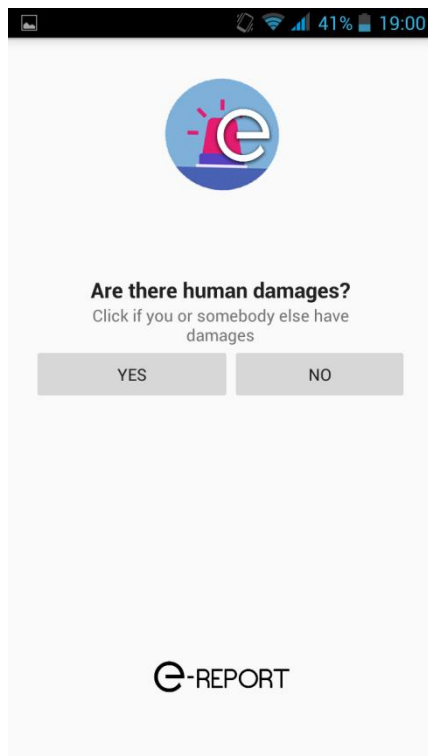 41% 19:00
e
Are there human damages?
Click if you or somebody else have
damages
YES NO
e-REPORT